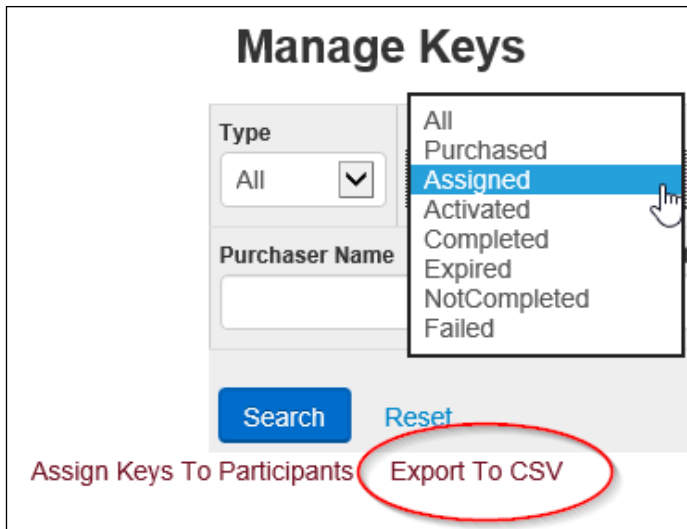 Manage Keys
Type
All
All
Purchased
Assigned
Activated
Completed
Expired
NotCompleted
Failed
Purchaser Name
Search Reset
Assign Keys To Participants Export To CSV